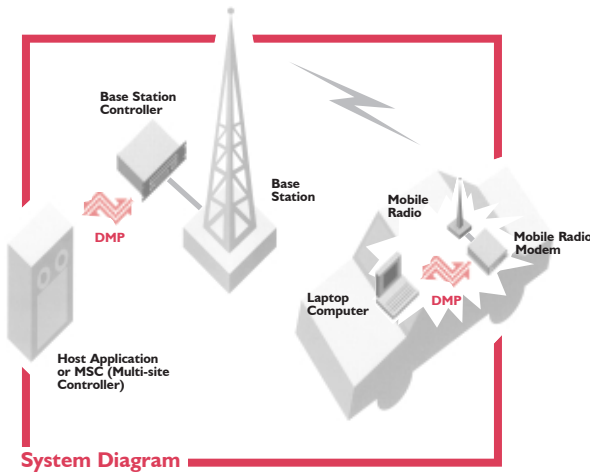 Base Station
Controller
Base
Station
DMP
Mobile
Radio
Mobile Radio
Modem
Laptop
Computer
DMP
Host Application
or MSC (Multi-site
Controller)
System Diagram